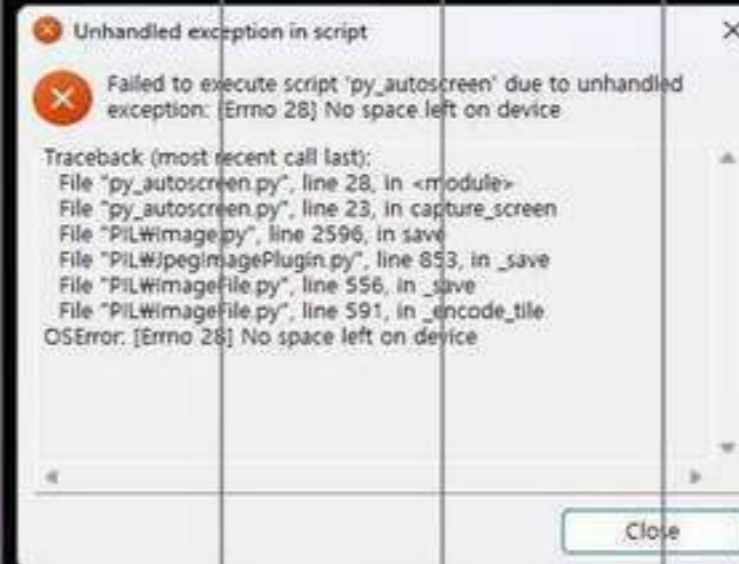 Unhandled exception in script
Failed to execute script 'py_autoscreen' due to unhandled
exception: [Errno 28] No space left on device
Traceback (most recent call last):
File "py_autoscreen.py", line 28, in <module>
File "py_autoscreen.py", line 23, in capture_screen
File "PIL₩Image.py", line 2596, in save
File "PIL₩JpegImagePlugin.py", line 853, in _save
File "PIL₩ImageFile.py", line 556, in _save
File "PIL₩ImageFile.py", line 591, in _encode_tile
OSError: [Errno 28] No space left on device
Close